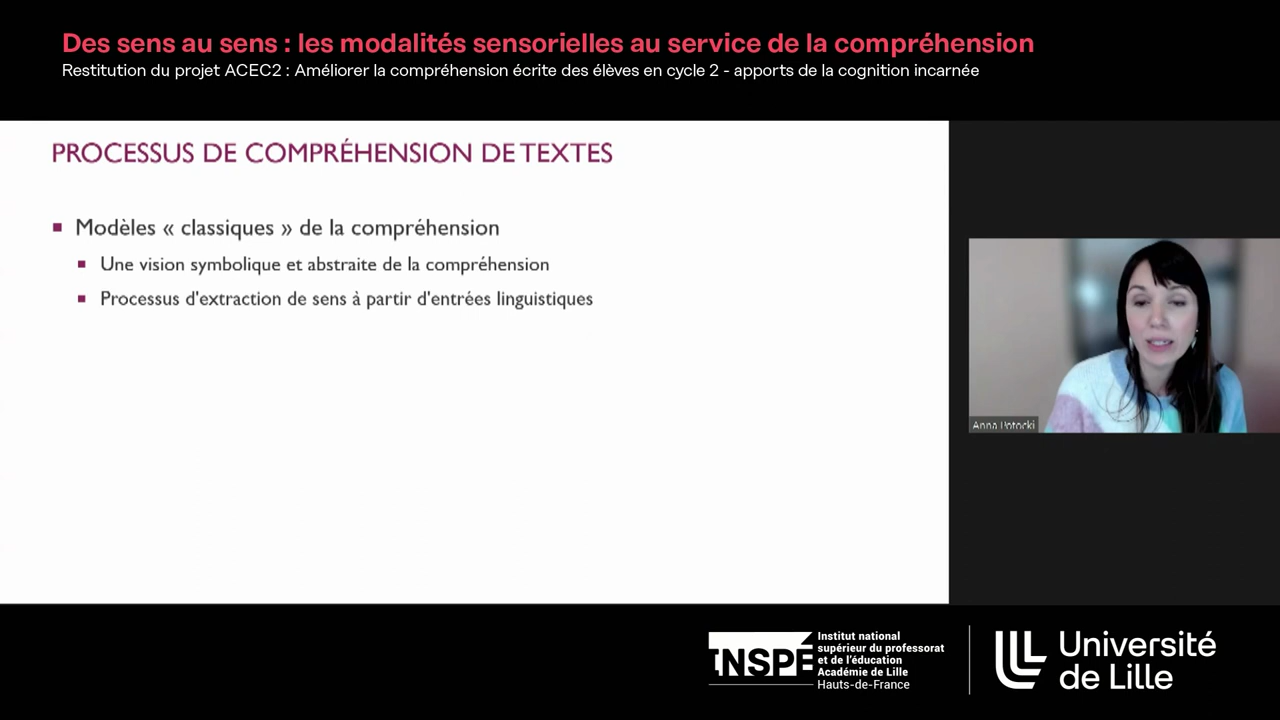 Des sens au sens : les modalités sensorielles au service de la compréhension
Restitution du projet ACEC2 : Améliorer la compréhension écrite des élèves en cycle 2 - apports de la cognition incarnée
PROCESSUS DE COMPRÉHENSION DE TEXTES
Modèles « classiques » de la compréhension
Une vision symbolique et abstraite de la compréhension
Processus d'extraction de sens à partir d'entrées linguistiques
Anna Potocki
INSPÉ
Institut national
supérieur du professorat
et de l'éducation
Académie de Lille
Hauts-de-France
Université
de Lille